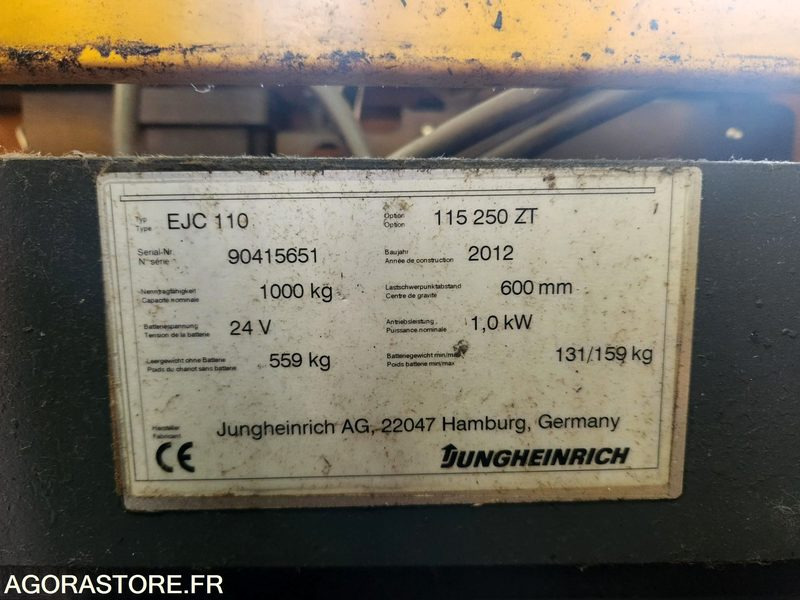 Typ
Type EJC 110 Option
Option 115 250 ZT
Serial-Nr.
N° série 90415651 Baujahr
Année de construction 2012
Nenntragfähigkeit
Capacité nominale 1000 kg Lastschwerpunktabstand
Centre de gravité 600 mm
Batteriespannung
Tension de la batterie 24 V Antriebsleistung
Puissance nominale 1,0 kW
Leergewicht ohne Batterie
Poids du chariot sans batterie 559 kg Batteriegewicht min/max
Poids batterie min/max 131/159 kg
Hersteller
Fabricant Jungheinrich AG, 22047 Hamburg, Germany
CE JUNGHEINRICH
AGORASTORE.FR